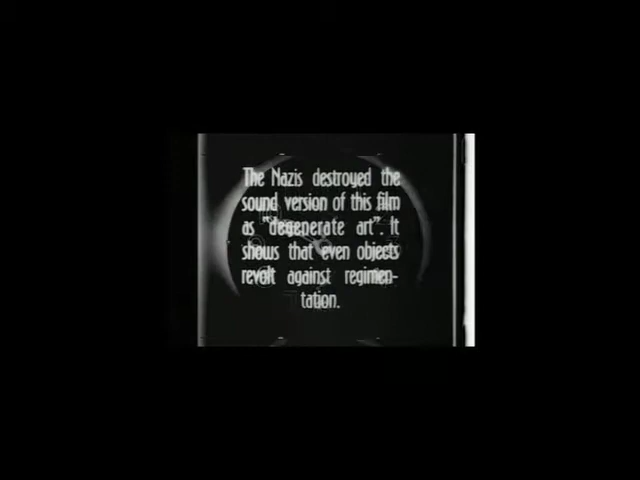 The Nazis destroyed the
sound version of this film
as "degenerate art". It
shows that even objects
revolt against regimen-
tation.